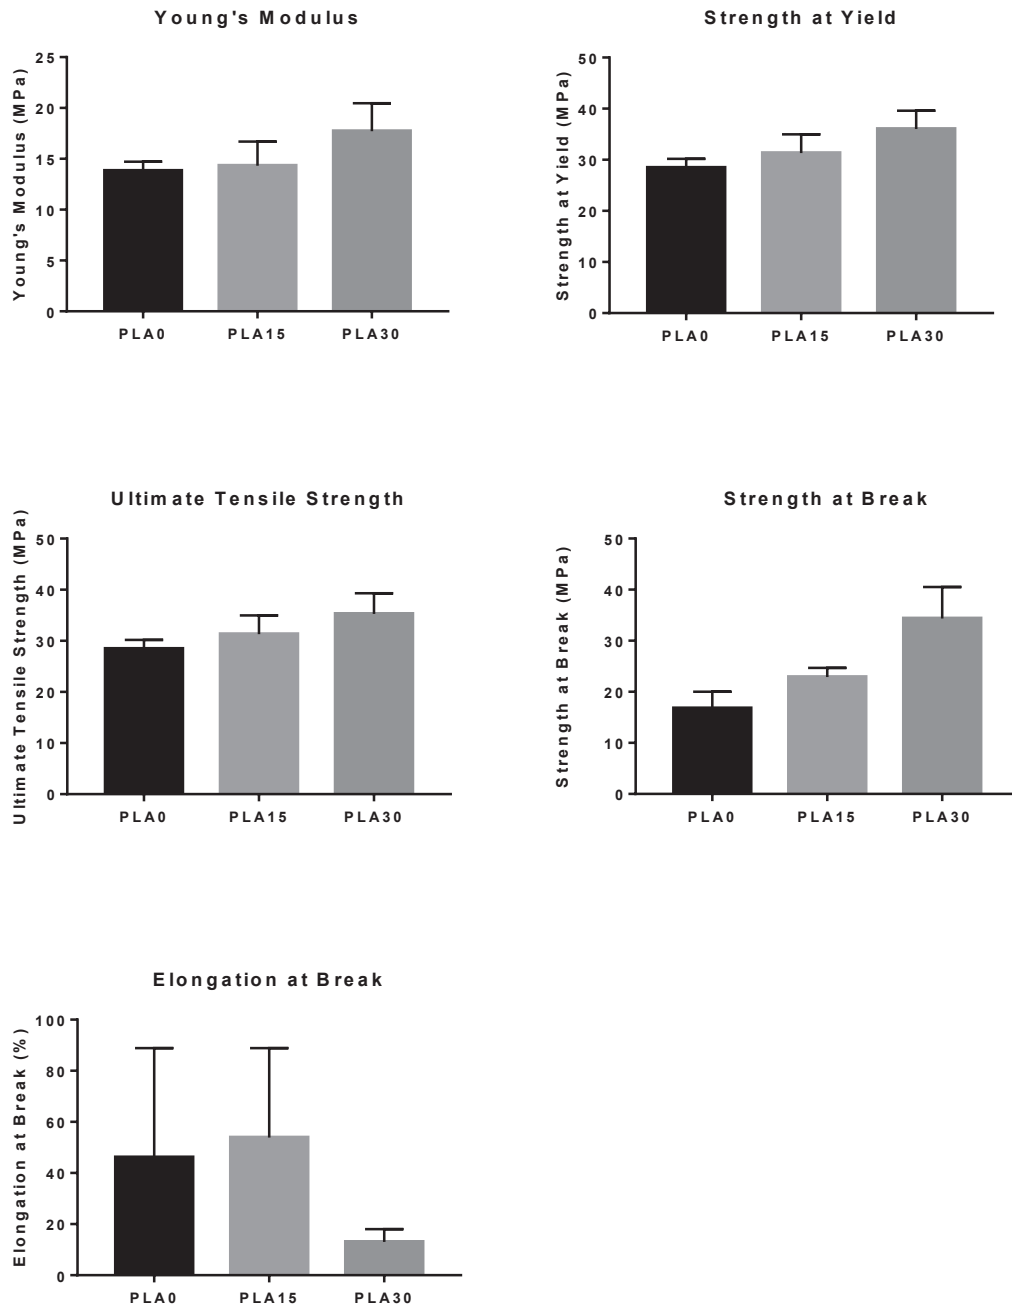 Young's Modulus
Young's Modulus (MPa)
25
20
15
10
5
0
PLA0 PLA15 PLA30
Strength at Yield
Strength at Yield (MPa)
50
40
30
20
10
0
PLA0 PLA15 PLA30
Ultimate Tensile Strength
Ultimate Tensile Strength (MPa)
50
40
30
20
10
0
PLA0 PLA15 PLA30
Strength at Break
Strength at Break (MPa)
50
40
30
20
10
0
PLA0 PLA15 PLA30
Elongation at Break
Elongation at Break (%)
100
80
60
40
20
0
PLA0 PLA15 PLA30